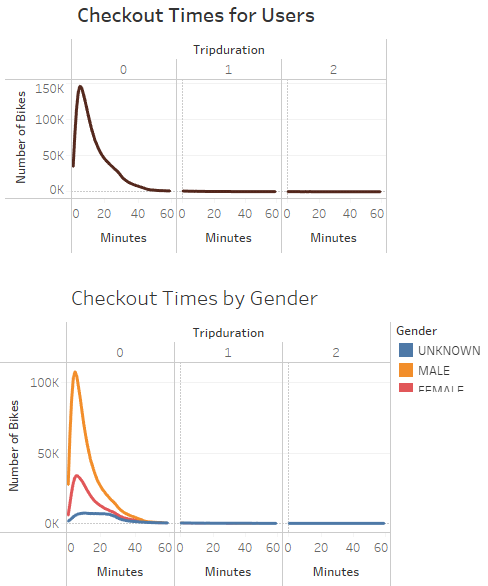 Checkout Times for Users
Tripduration
0 1 2
150K
100K
50K
0K
Number of Bikes
0 20 40 60 0 20 40 60 0 20 40 60
Minutes Minutes Minutes
Checkout Times by Gender
Tripduration
0 1 2
Gender
UNKNOWN
MALE
FEMALE
100K
50K
0K
Number of Bikes
0 20 40 60 0 20 40 60 0 20 40 60
Minutes Minutes Minutes